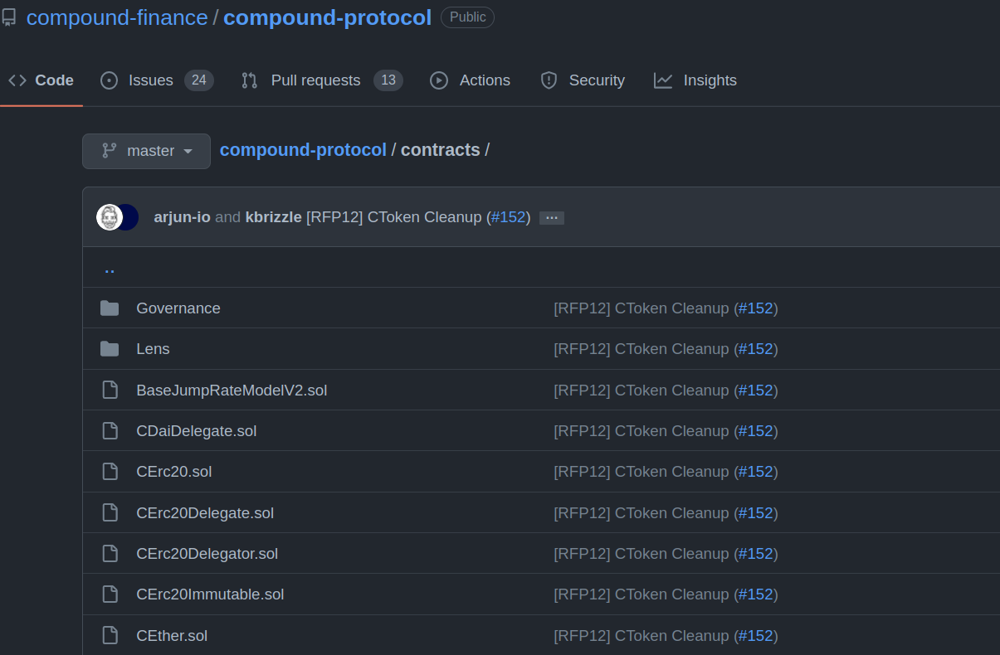 compound-finance / compound-protocol Public
Code Issues 24 Pull requests 13 Actions Security Insights
master compound-protocol / contracts /
arjun-io and kbrizzle [RFP12] CToken Cleanup (#152) ...
..
Governance [RFP12] CToken Cleanup (#152)
Lens [RFP12] CToken Cleanup (#152)
BaseJumpRateModelV2.sol [RFP12] CToken Cleanup (#152)
CDaiDelegate.sol [RFP12] CToken Cleanup (#152)
CErc20.sol [RFP12] CToken Cleanup (#152)
CErc20Delegate.sol [RFP12] CToken Cleanup (#152)
CErc20Delegator.sol [RFP12] CToken Cleanup (#152)
CErc20Immutable.sol [RFP12] CToken Cleanup (#152)
CEther.sol [RFP12] CToken Cleanup (#152)